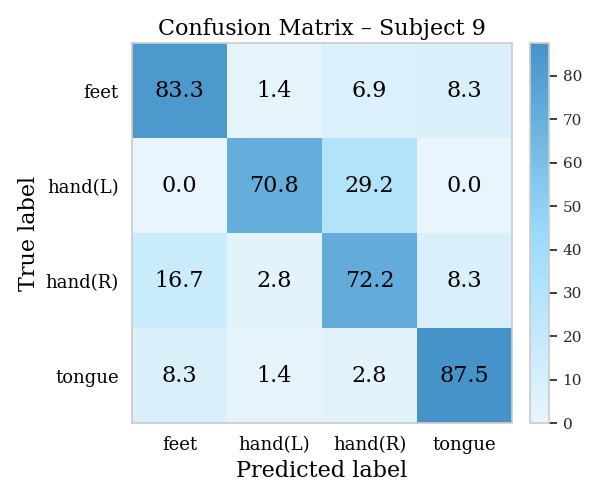 Confusion Matrix – Subject 9
feet 83.3 1.4 6.9 8.3
hand(L) 0.0 70.8 29.2 0.0
hand(R) 16.7 2.8 72.2 8.3
tongue 8.3 1.4 2.8 87.5
feet hand(L) hand(R) tongue
Predicted label
True label
80
70
60
50
40
30
20
10
0